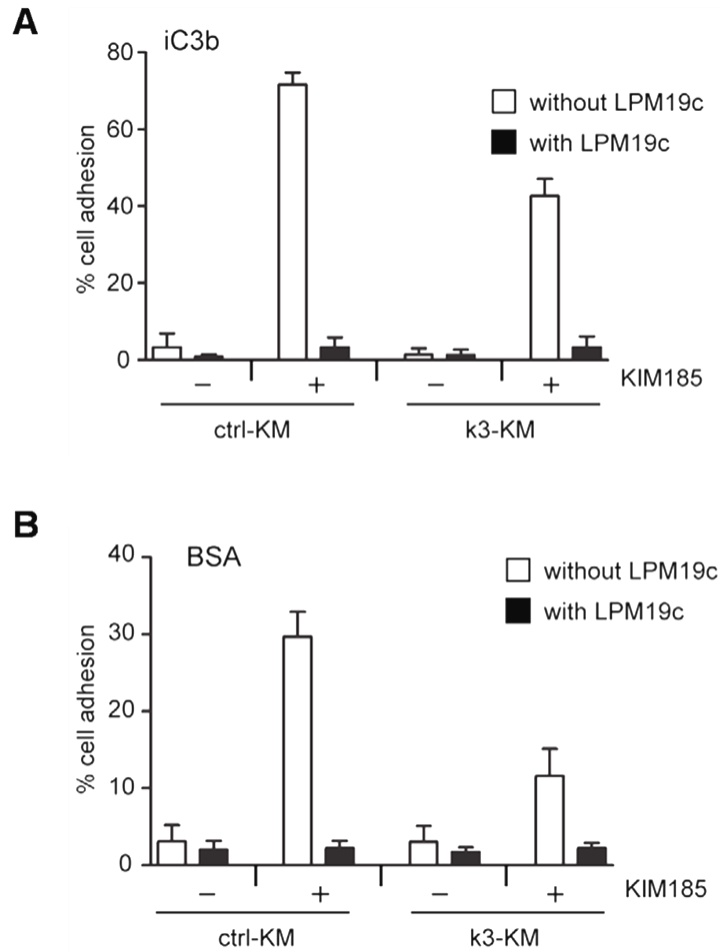 A
iC3b
80
60
40
20
0
% cell adhesion
without LPM19c
with LPM19c
− + − + KIM185
ctrl-KM k3-KM
B
BSA
40
30
20
10
0
% cell adhesion
without LPM19c
with LPM19c
− + − + KIM185
ctrl-KM k3-KM